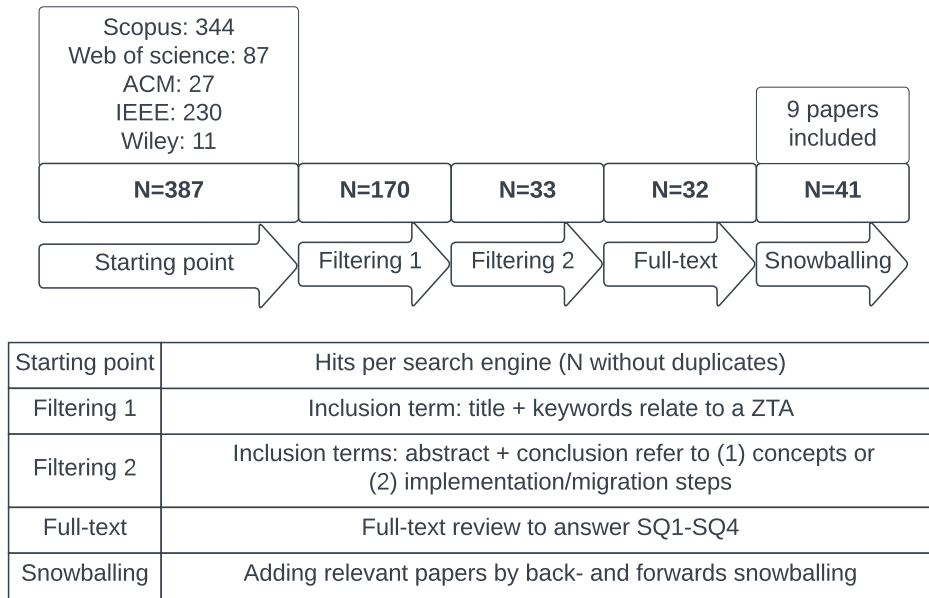 Scopus: 344
Web of science: 87
ACM: 27
IEEE: 230
Wiley: 11
9 papers
included
N=387
N=170
N=33
N=32
N=41
Starting point
Filtering 1
Filtering 2
Full-text
Snowballing
Starting point
Hits per search engine (N without duplicates)
Filtering 1
Inclusion term: title + keywords relate to a ZTA
Filtering 2
Inclusion terms: abstract + conclusion refer to (1) concepts or
(2) implementation/migration steps
Full-text
Full-text review to answer SQ1-SQ4
Snowballing
Adding relevant papers by back- and forwards snowballing